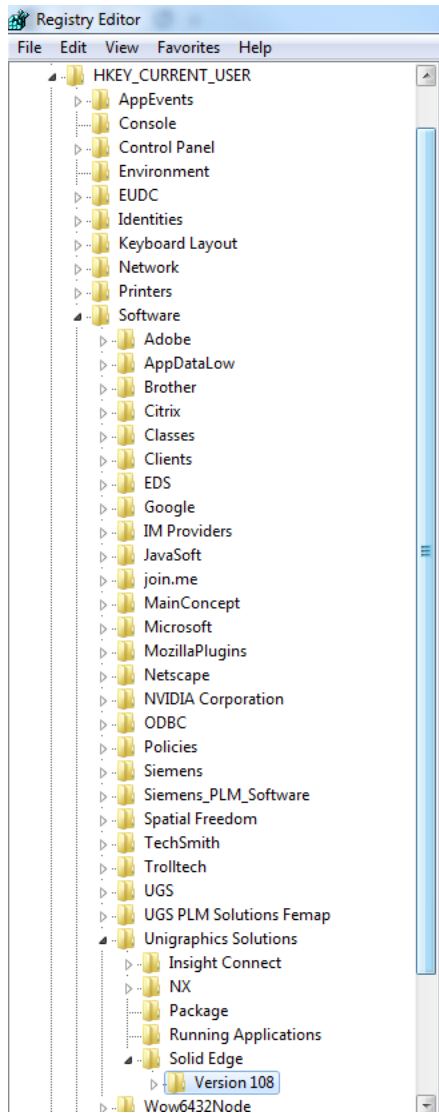 Registry Editor
File Edit View Favorites Help
HKEY_CURRENT_USER
AppEvents
Console
Control Panel
Environment
EUDC
Identities
Keyboard Layout
Network
Printers
Software
Adobe
AppDataLow
Brother
Citrix
Classes
Clients
EDS
Google
IM Providers
JavaSoft
join.me
MainConcept
Microsoft
MozillaPlugins
Netscape
NVIDIA Corporation
ODBC
Policies
Siemens
Siemens_PLM_Software
Spatial Freedom
TechSmith
Trolltech
UGS
UGS PLM Solutions Femap
Unigraphics Solutions
Insight Connect
NX
Package
Running Applications
Solid Edge
Version 108
Wow6432Node